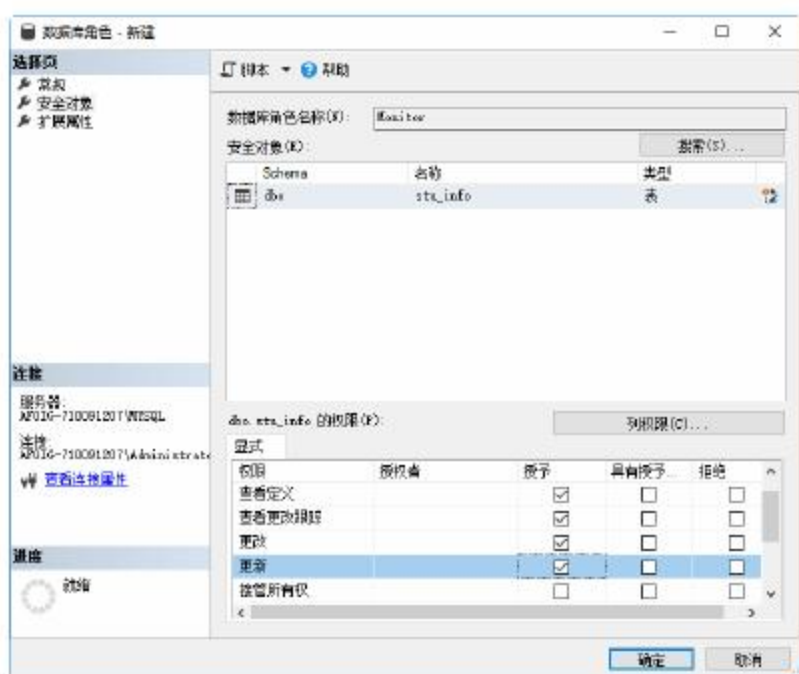 数据库角色 - 新建
选择页
常规
安全对象
扩展属性
脚本 帮助
数据库角色名称(N): Monitor
安全对象(E): 搜索(S)...
Schema 名称 类型
dbo stu_info 表
连接
服务器:
连接:
查看连接属性
进度
就绪
dbo.stu_info 的权限(P): 列权限(C)...
显式
权限 授权者 授予 具有授予... 拒绝
查看定义
查看更改跟踪
更改
更新
接管所有权
确定 取消